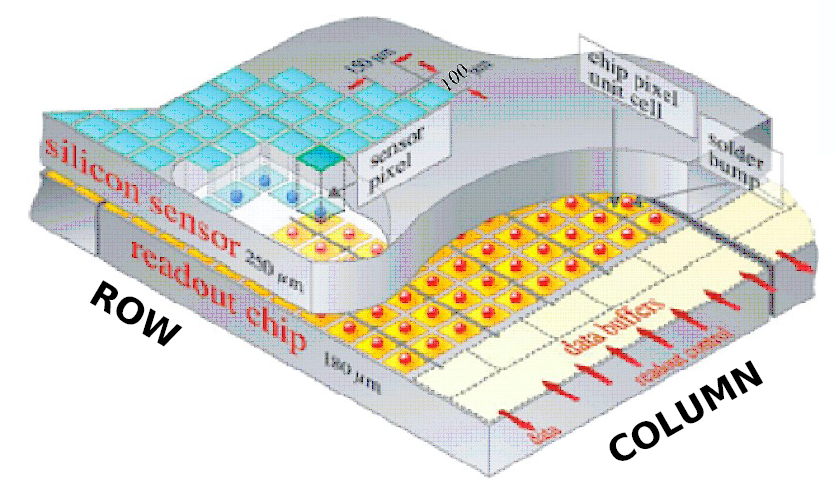 150 μm
100 μm
chip pixel
unit cell
sensor
pixel
solder
bump
silicon sensor
250 μm
readout chip
180 μm
ROW
data buffers
readout control
data
COLUMN